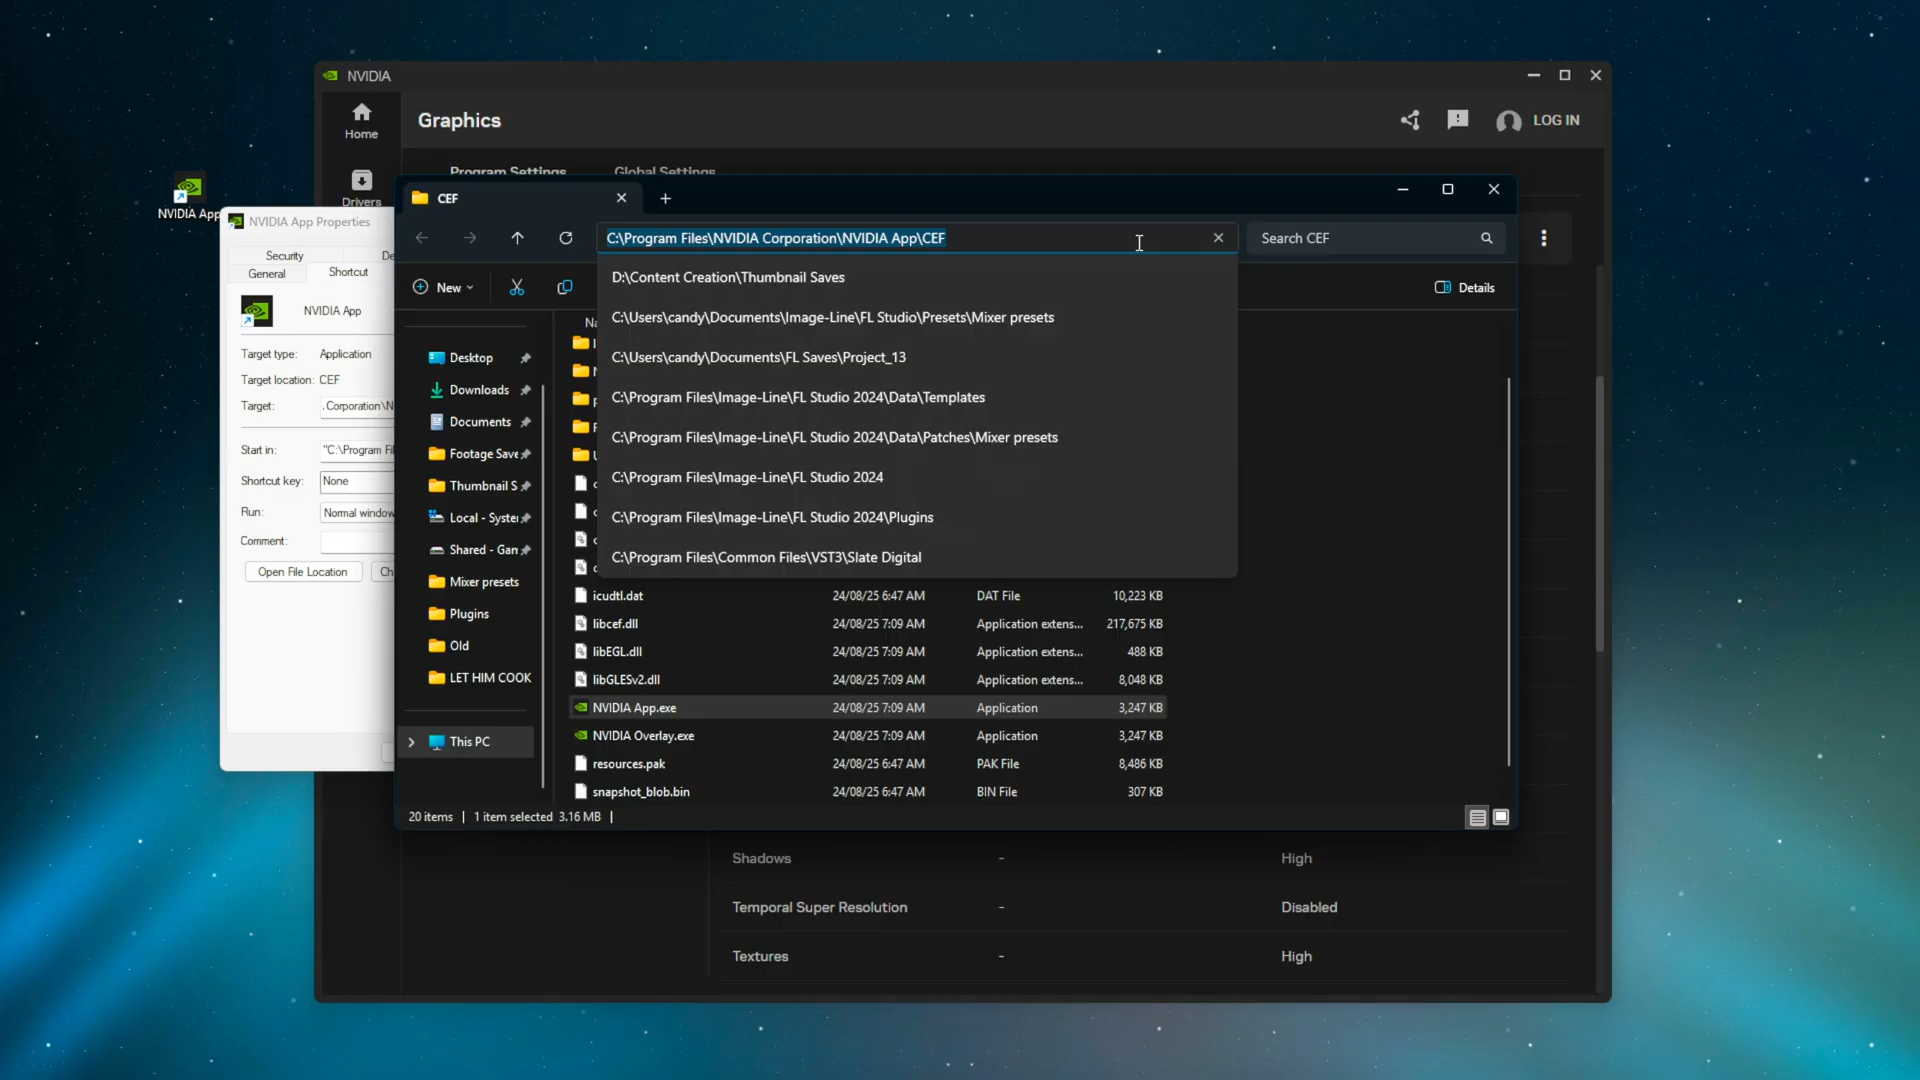 NVIDIA
Home
Graphics
LOG IN
Drivers
Program Settings
Global Settings
NVIDIA App
CEF
NVIDIA App Properties
C:\Program Files\NVIDIA Corporation\NVIDIA App\CEF
Search CEF
Security
General
Shortcut
NVIDIA App
Target type: Application
Target location: CEF
Target:
Start in:
Shortcut key: None
Run: Normal window
Comment:
Open File Location
New
Details
D:\Content Creation\Thumbnail Saves
C:\Users\candy\Documents\Image-Line\FL Studio\Presets\Mixer presets
C:\Users\candy\Documents\FL Saves\Project_13
C:\Program Files\Image-Line\FL Studio 2024\Data\Templates
C:\Program Files\Image-Line\FL Studio 2024\Data\Patches\Mixer presets
C:\Program Files\Image-Line\FL Studio 2024
C:\Program Files\Image-Line\FL Studio 2024\Plugins
C:\Program Files\Common Files\VST3\Slate Digital
Desktop
Downloads
Documents
Footage Save
Thumbnail S
Local - System
Shared - Gam
Mixer presets
Plugins
Old
LET HIM COOK
This PC
icudtl.dat 24/08/25 6:47 AM DAT File 10,223 KB
libcef.dll 24/08/25 7:09 AM Application extens... 217,675 KB
libEGL.dll 24/08/25 7:09 AM Application extens... 488 KB
libGLESv2.dll 24/08/25 7:09 AM Application extens... 8,048 KB
NVIDIA App.exe 24/08/25 7:09 AM Application 3,247 KB
NVIDIA Overlay.exe 24/08/25 7:09 AM Application 3,247 KB
resources.pak 24/08/25 6:47 AM PAK File 8,486 KB
snapshot_blob.bin 24/08/25 6:47 AM BIN File 307 KB
20 items | 1 item selected 3.16 MB |
Shadows - High
Temporal Super Resolution - Disabled
Textures - High